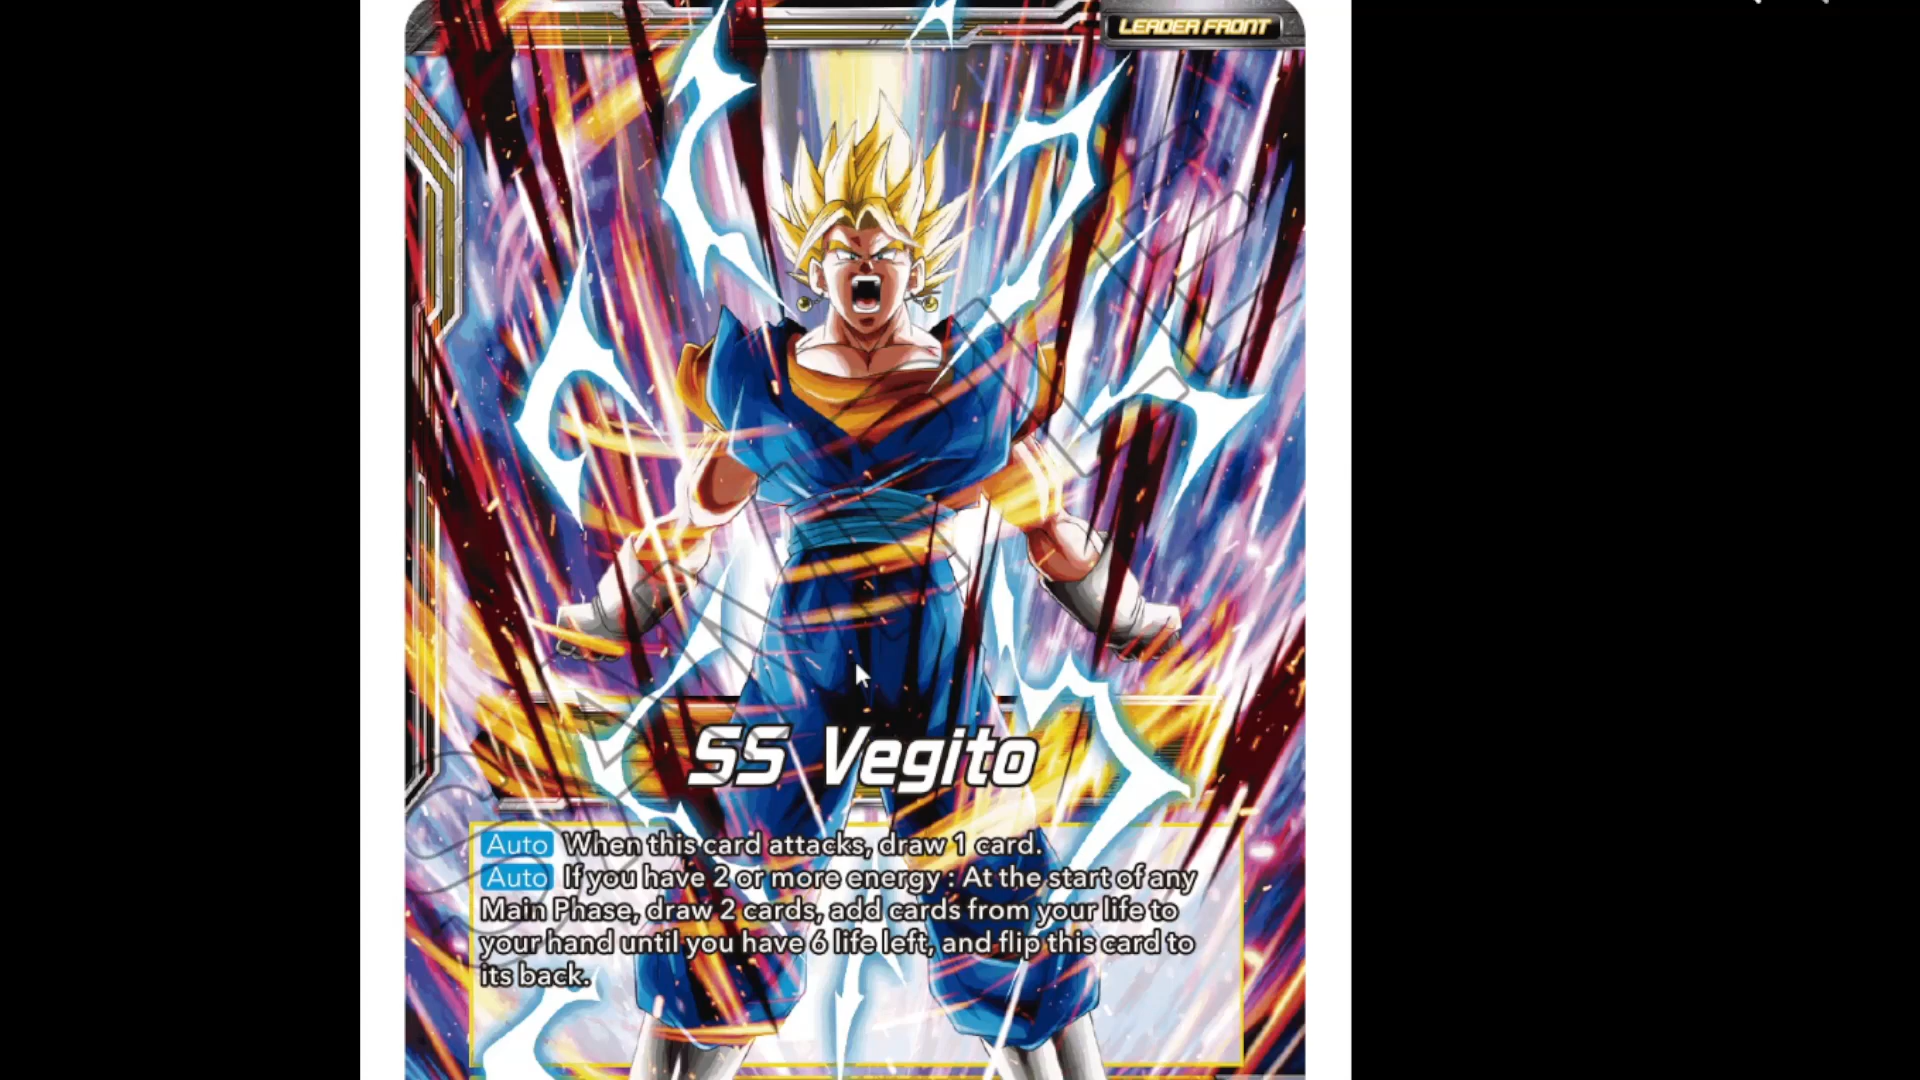 LEADER FRONT
SS Vegito
Auto When this card attacks, draw 1 card.
Auto If you have 2 or more energy : At the start of any
Main Phase, draw 2 cards, add cards from your life to
your hand until you have 6 life left, and flip this card to
its back.
SAMPLE